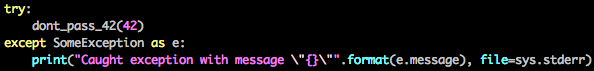 try:
    dont_pass_42(42)
except SomeException as e:
    print("Caught exception with message \"{}\"".format(e.message), file=sys.stderr)